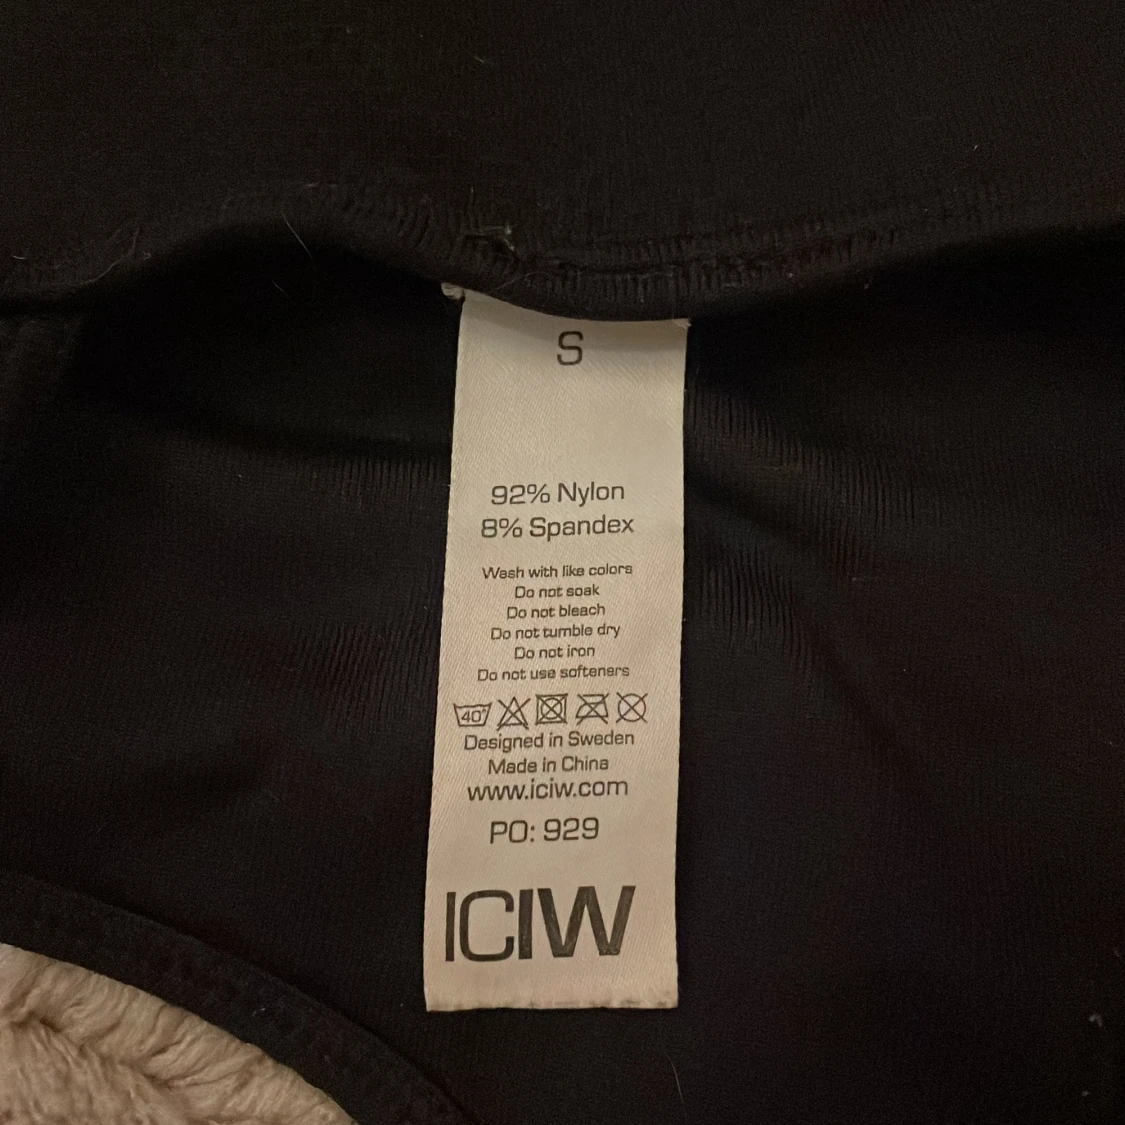 S
92% Nylon
8% Spandex
Wash with like colors
Do not soak
Do not bleach
Do not tumble dry
Do not iron
Do not use softeners
40°
Designed in Sweden
Made in China
www.iciw.com
PO: 929
ICIW